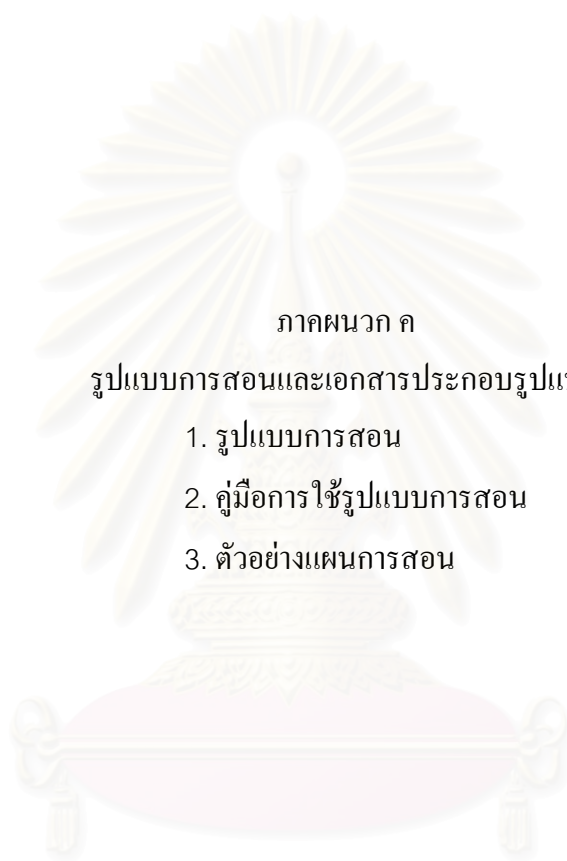 ภาคผนวก ค
รูปแบบการสอนและเอกสารประกอบ
1. รูปแบบการสอน
2. คู่มือการใช้รูปแบบการสอน
3. ตัวอย่างแผนการสอน